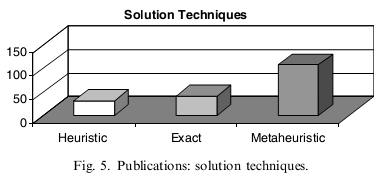 Solution Techniques
150
100
50
0
Heuristic Exact Metaheuristic
Fig. 5. Publications: solution techniques.